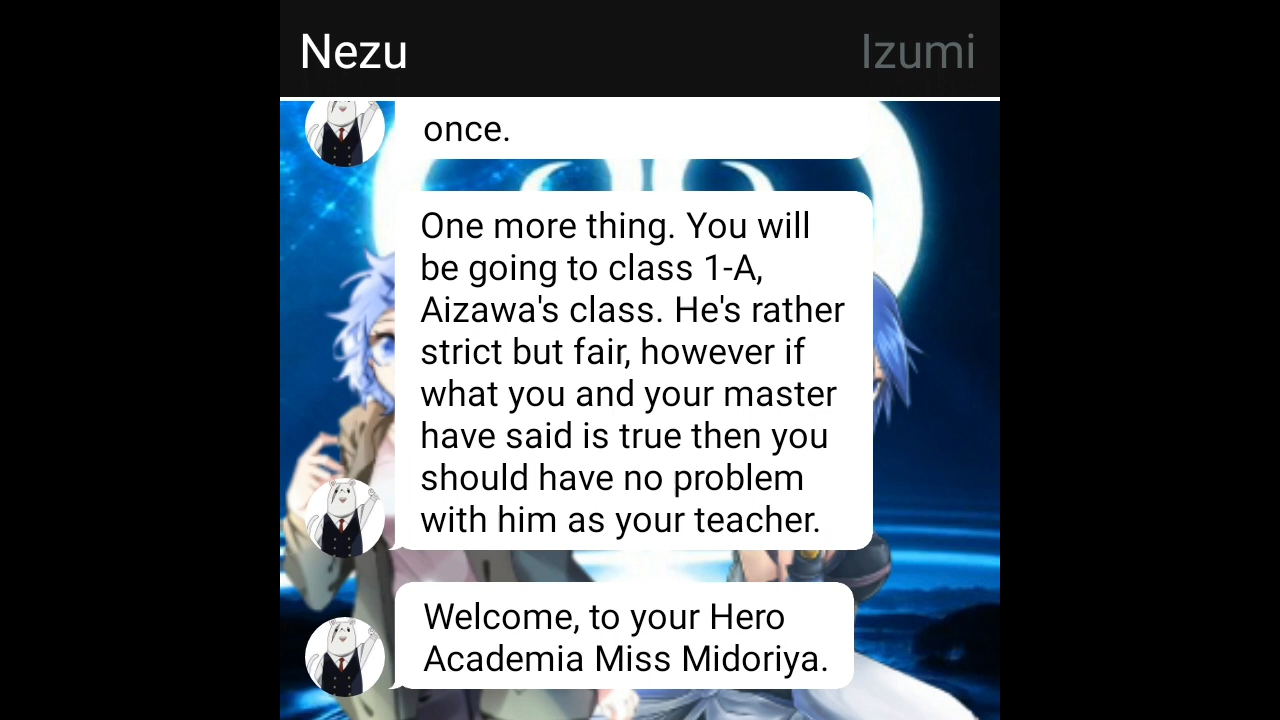 Nezu
Izumi
once.
One more thing. You will
be going to class 1-A,
Aizawa's class. He's rather
strict but fair, however if
what you and your master
have said is true then you
should have no problem
with him as your teacher.
Welcome, to your Hero
Academia Miss Midoriya.